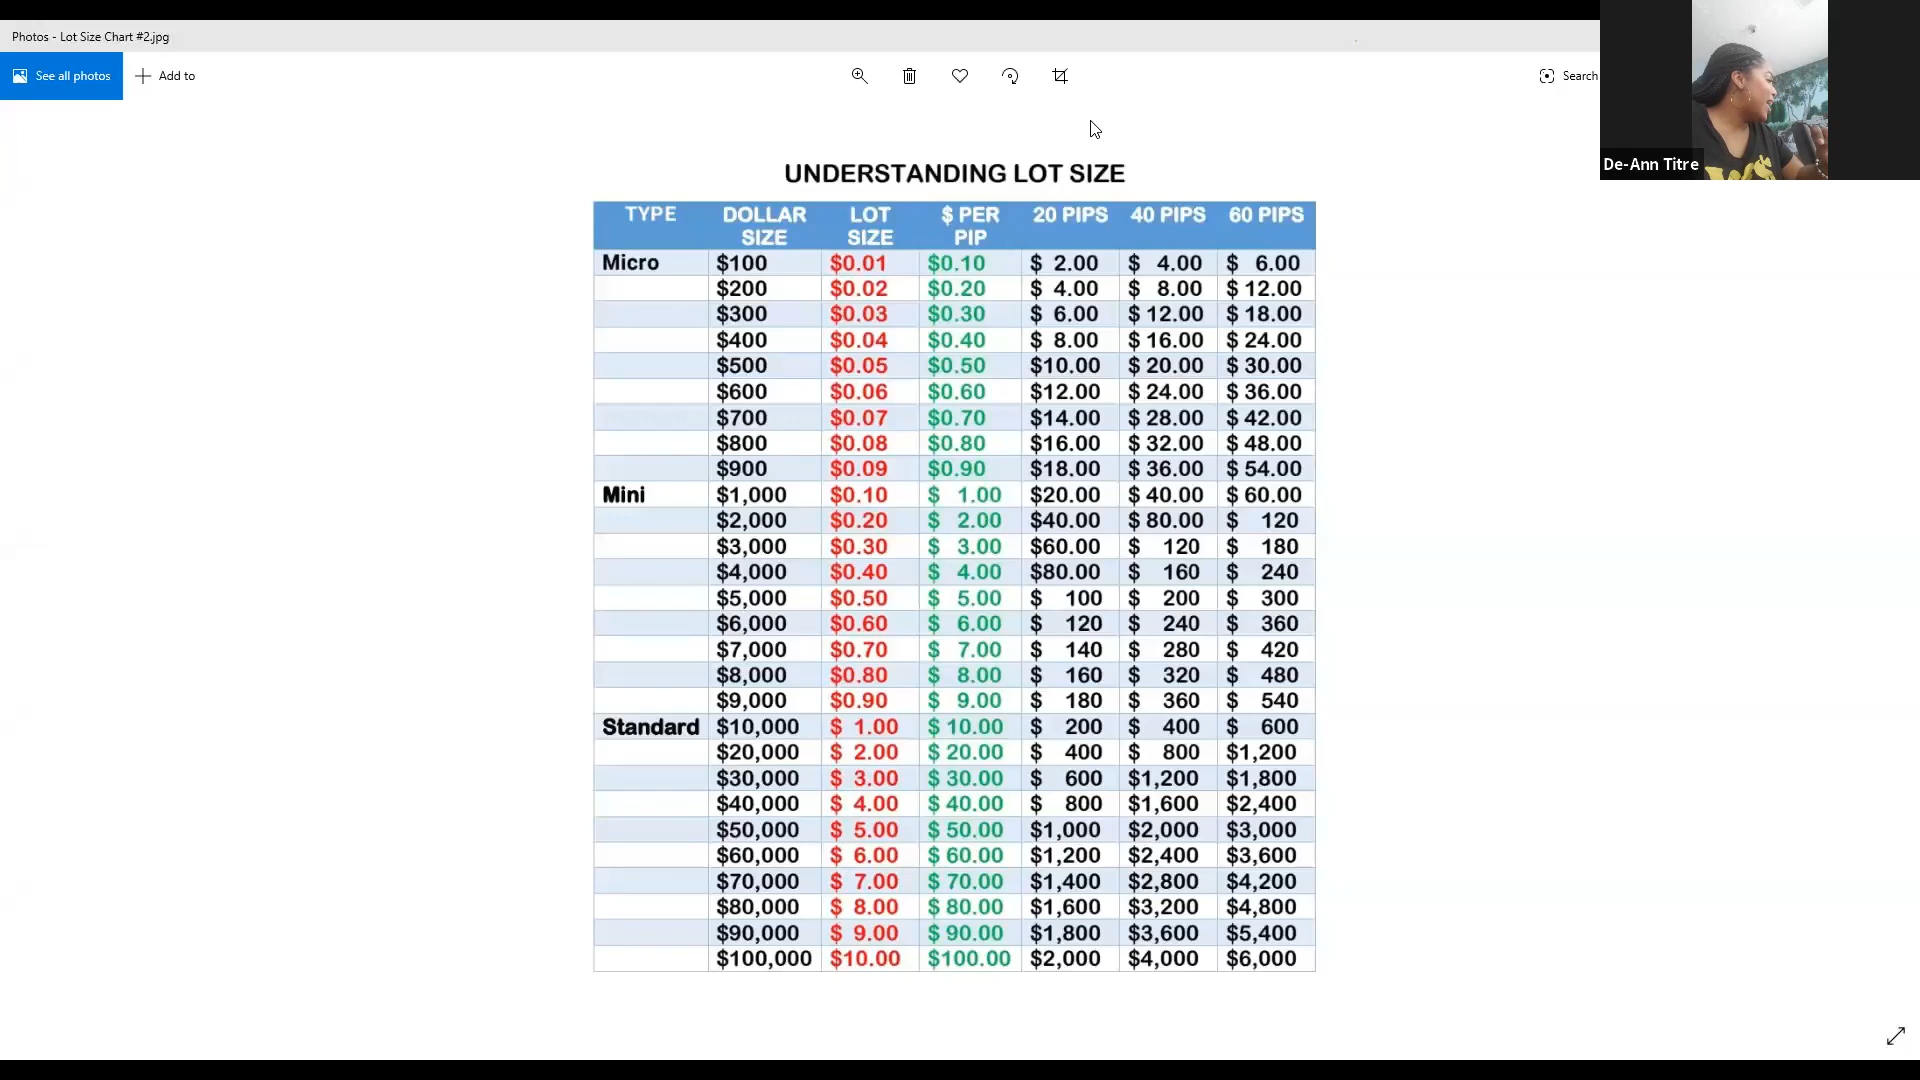 Photos - Lot Size Chart #2.jpg
See all photos
Add to
Search
De-Ann Titre
UNDERSTANDING LOT SIZE
TYPE DOLLAR SIZE LOT SIZE $ PER PIP 20 PIPS 40 PIPS 60 PIPS
Micro $100 $0.01 $0.10 $ 2.00 $ 4.00 $ 6.00
$200 $0.02 $0.20 $ 4.00 $ 8.00 $ 12.00
$300 $0.03 $0.30 $ 6.00 $ 12.00 $ 18.00
$400 $0.04 $0.40 $ 8.00 $ 16.00 $ 24.00
$500 $0.05 $0.50 $10.00 $ 20.00 $ 30.00
$600 $0.06 $0.60 $12.00 $ 24.00 $ 36.00
$700 $0.07 $0.70 $14.00 $ 28.00 $ 42.00
$800 $0.08 $0.80 $16.00 $ 32.00 $ 48.00
$900 $0.09 $0.90 $18.00 $ 36.00 $ 54.00
Mini $1,000 $0.10 $ 1.00 $20.00 $ 40.00 $ 60.00
$2,000 $0.20 $ 2.00 $40.00 $ 80.00 $ 120
$3,000 $0.30 $ 3.00 $60.00 $ 120 $ 180
$4,000 $0.40 $ 4.00 $80.00 $ 160 $ 240
$5,000 $0.50 $ 5.00 $ 100 $ 200 $ 300
$6,000 $0.60 $ 6.00 $ 120 $ 240 $ 360
$7,000 $0.70 $ 7.00 $ 140 $ 280 $ 420
$8,000 $0.80 $ 8.00 $ 160 $ 320 $ 480
$9,000 $0.90 $ 9.00 $ 180 $ 360 $ 540
Standard $10,000 $ 1.00 $ 10.00 $ 200 $ 400 $ 600
$20,000 $ 2.00 $ 20.00 $ 400 $ 800 $1,200
$30,000 $ 3.00 $ 30.00 $ 600 $1,200 $1,800
$40,000 $ 4.00 $ 40.00 $ 800 $1,600 $2,400
$50,000 $ 5.00 $ 50.00 $1,000 $2,000 $3,000
$60,000 $ 6.00 $ 60.00 $1,200 $2,400 $3,600
$70,000 $ 7.00 $ 70.00 $1,400 $2,800 $4,200
$80,000 $ 8.00 $ 80.00 $1,600 $3,200 $4,800
$90,000 $ 9.00 $ 90.00 $1,800 $3,600 $5,400
$100,000 $10.00 $100.00 $2,000 $4,000 $6,000